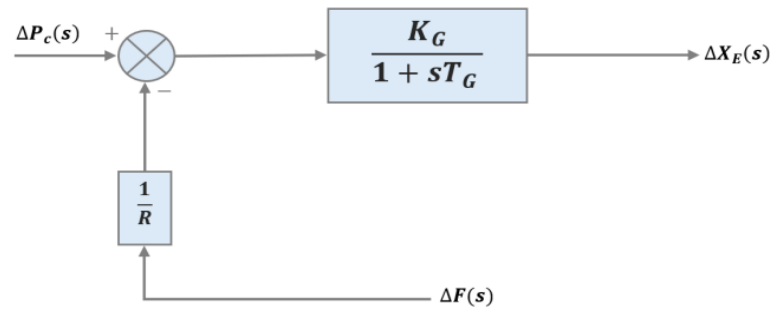 ΔP_c(s)
+
K_G
1 + sT_G
ΔX_E(s)
−
1
R
ΔF(s)